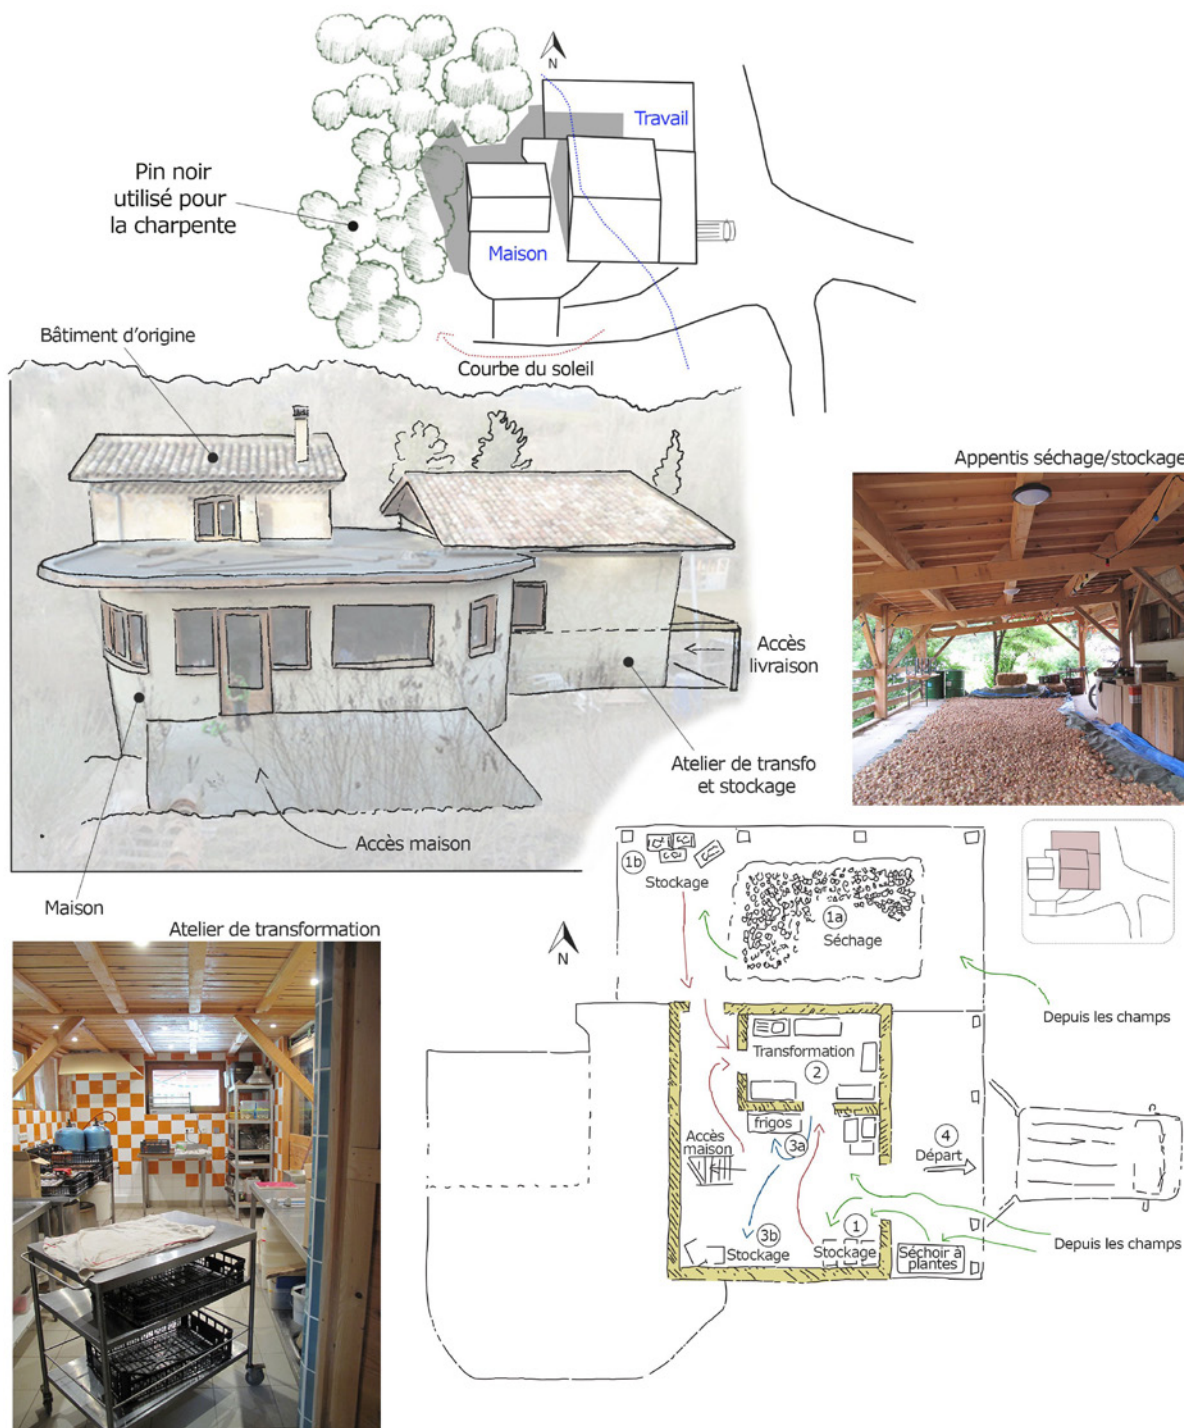 N
Travail
Pin noir
utilisé pour
la charpente
Maison
Bâtiment d'origine
Courbe du soleil
Appentis séchage/stockage
Accès
livraison
Atelier de transfo
et stockage
Accès maison
Maison
Atelier de transformation
1b
Stockage
1a
Séchage
N
Depuis les champs
Transformation
2
frigos
Accès
maison
3a
4
Départ
3b
Stockage
1
Stockage
Séchoir à
plantes
Depuis les champs